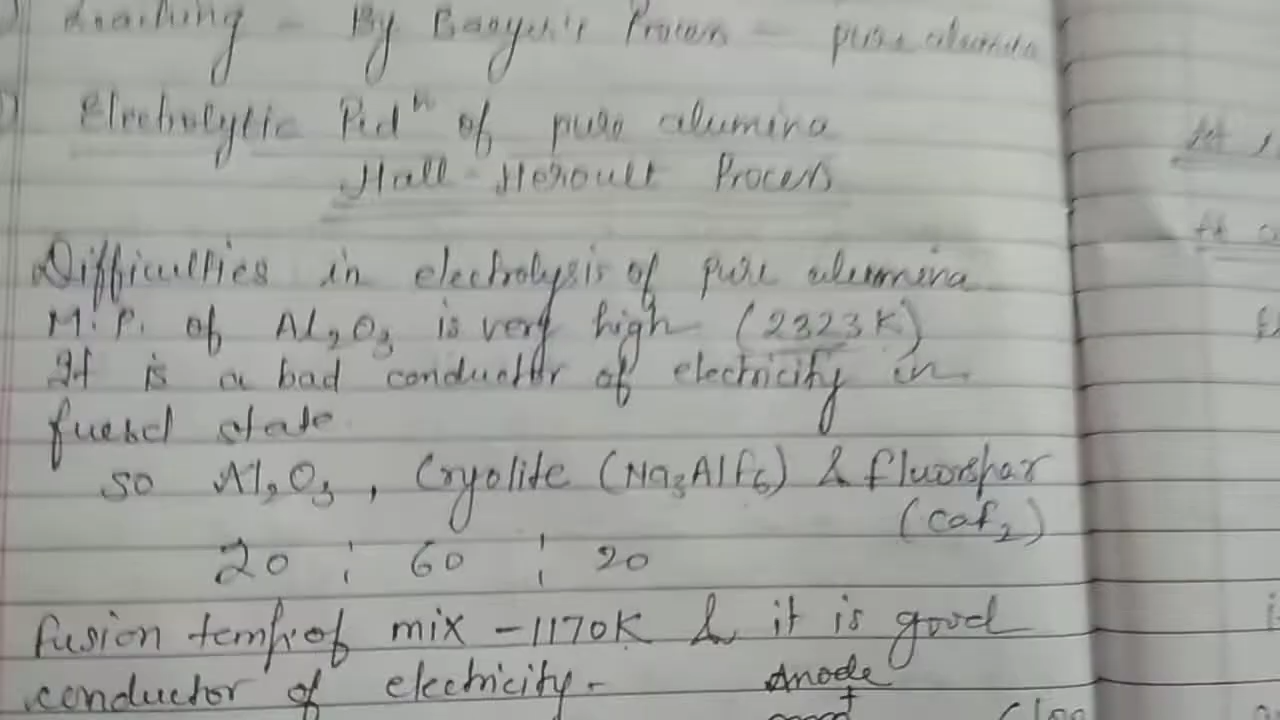 Leaching - By Baeyer's Process - pure alumina
Electrolytic Redⁿ of pure alumina
Hall-Heroult Process
Difficulties in electrolysis of pure alumina
M.P. of Al₂O₃ is very high (2323K)
It is a bad conductor of electricity in
fused state
so Al₂O₃, Cryolite (Na₃AlF₆) & fluorspar
(CaF₂)
20 : 60 : 20
fusion temp. of mix - 1170K & it is good
conductor of electricity -
Anode
+